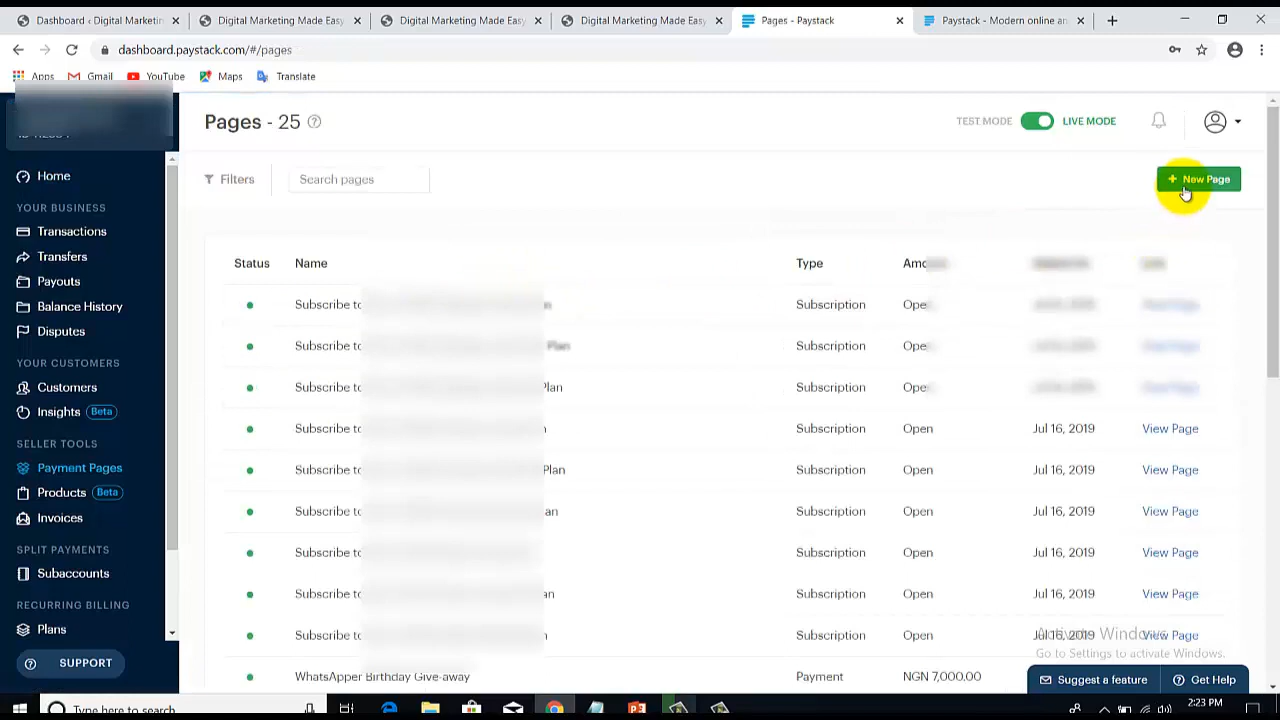 Dashboard ‹ Digital Marketin
Digital Marketing Made Easy
Digital Marketing Made Easy
Digital Marketing Made Easy
Pages - Paystack
Paystack - Modern online an
dashboard.paystack.com/#/pages
Apps Gmail YouTube Maps Translate
Pages - 25
TEST MODE LIVE MODE
Filters Search pages + New Page
Home
YOUR BUSINESS
Transactions
Transfers
Payouts
Balance History
Disputes
YOUR CUSTOMERS
Customers
Insights Beta
SELLER TOOLS
Payment Pages
Products Beta
Invoices
SPLIT PAYMENTS
Subaccounts
RECURRING BILLING
Plans
SUPPORT
Status Name Type Amo
Subscribe to Subscription Ope
Subscribe to Plan Subscription Ope
Subscribe to Plan Subscription Ope
Subscribe to Subscription Open Jul 16, 2019 View Page
Subscribe to Plan Subscription Open Jul 16, 2019 View Page
Subscribe to an Subscription Open Jul 16, 2019 View Page
Subscribe to Subscription Open Jul 16, 2019 View Page
Subscribe to an Subscription Open Jul 16, 2019 View Page
Subscribe to Subscription Open Jul 16, 2019 View Page
WhatsApper Birthday Give-away Payment NGN 7,000.00
Activate Windows
Go to Settings to activate Windows.
Suggest a feature Get Help
Type here to search
2:23 PM